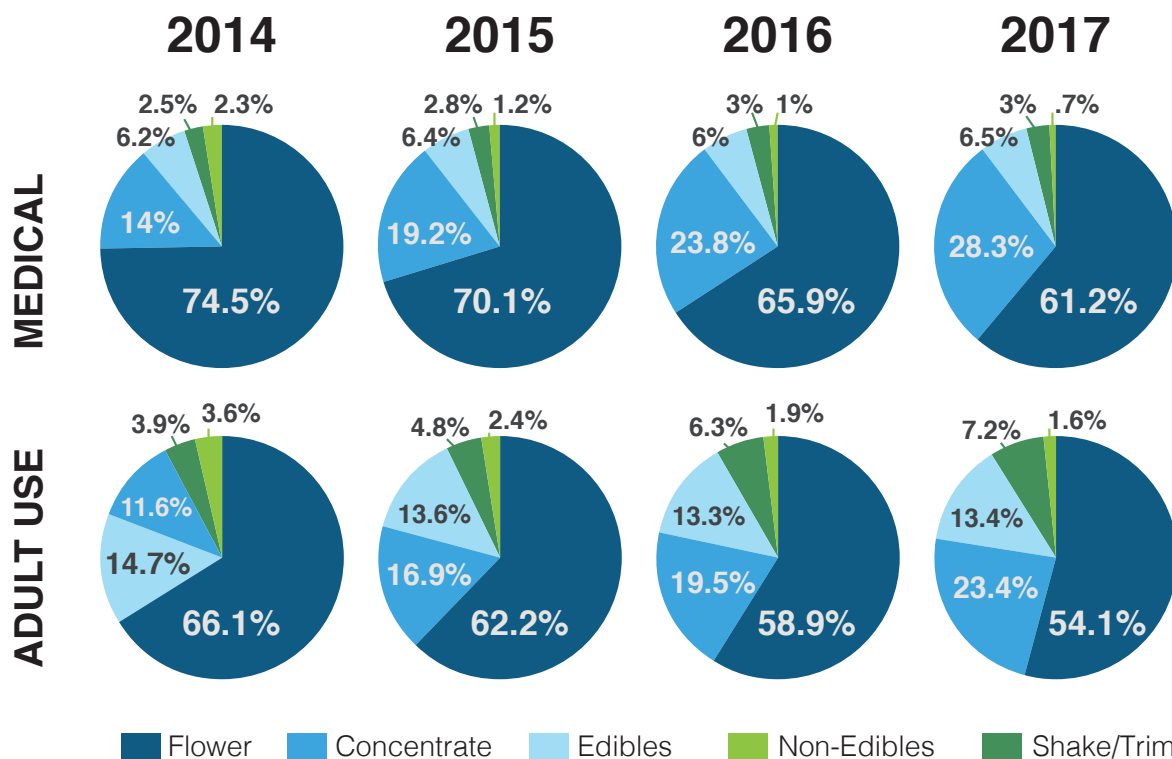 2014 2015 2016 2017
MEDICAL
2.5% 2.3% 2.8% 1.2% 3% 1% 3% .7%
6.2% 6.4% 6% 6.5%
14% 19.2% 23.8% 28.3%
74.5% 70.1% 65.9% 61.2%
ADULT USE
3.9% 3.6% 4.8% 2.4% 6.3% 1.9% 7.2% 1.6%
11.6% 13.6% 13.3% 13.4%
14.7% 16.9% 19.5% 23.4%
66.1% 62.2% 58.9% 54.1%
Flower Concentrate Edibles Non-Edibles Shake/Trim